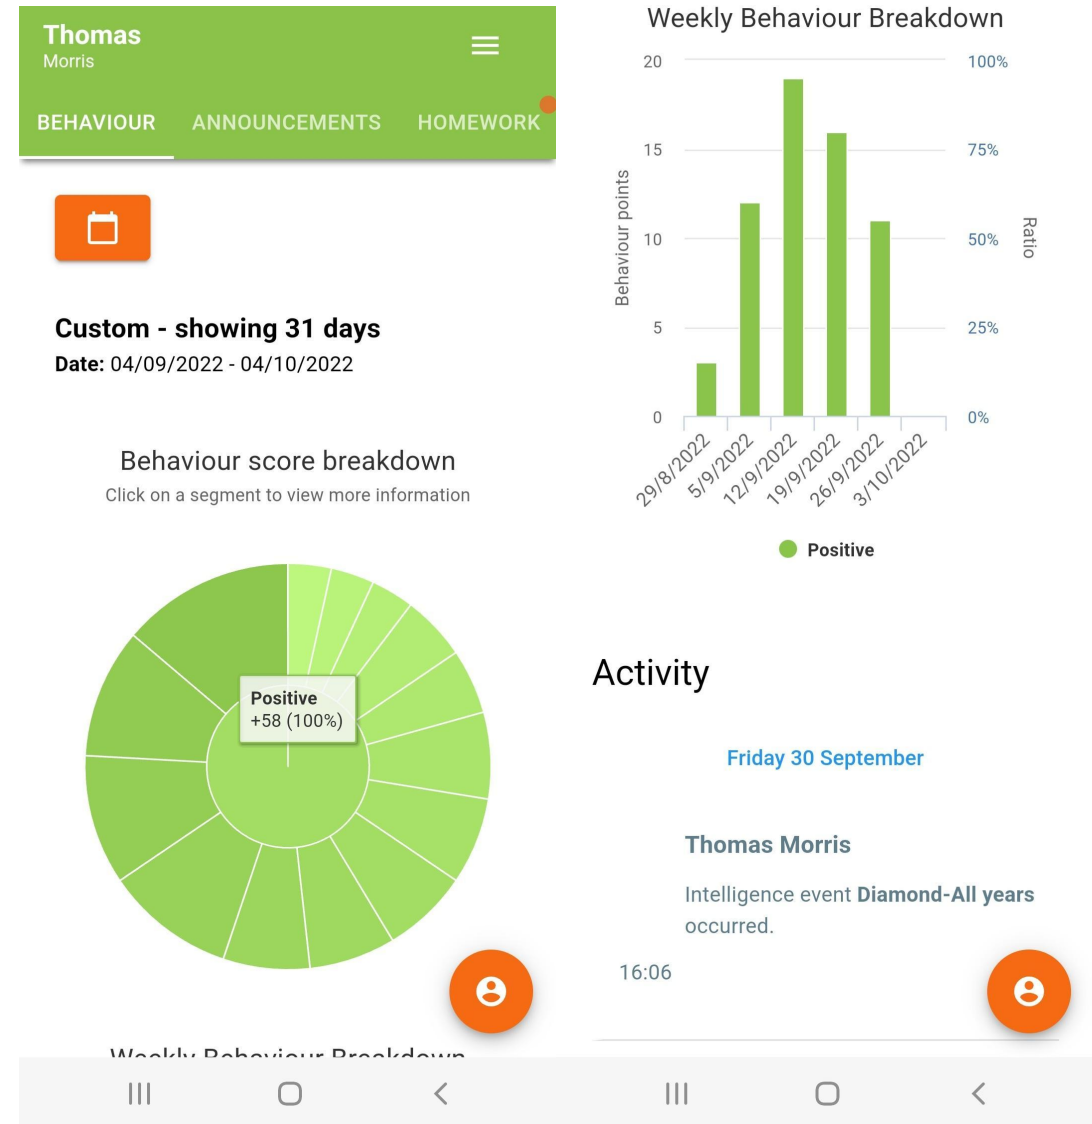 Thomas
Morris
BEHAVIOUR ANNOUNCEMENTS HOMEWORK
Custom - showing 31 days
Date: 04/09/2022 - 04/10/2022
Behaviour score breakdown
Click on a segment to view more information
Positive
+58 (100%)
Weekly Behaviour Breakdown
Weekly Behaviour Breakdown
20 100%
15 75%
10 50%
5 25%
0 0%
Behaviour points
Ratio
29/8/2022 5/9/2022 12/9/2022 19/9/2022 26/9/2022 3/10/2022
Positive
Activity
Friday 30 September
Thomas Morris
Intelligence event Diamond-All years
occurred.
16:06